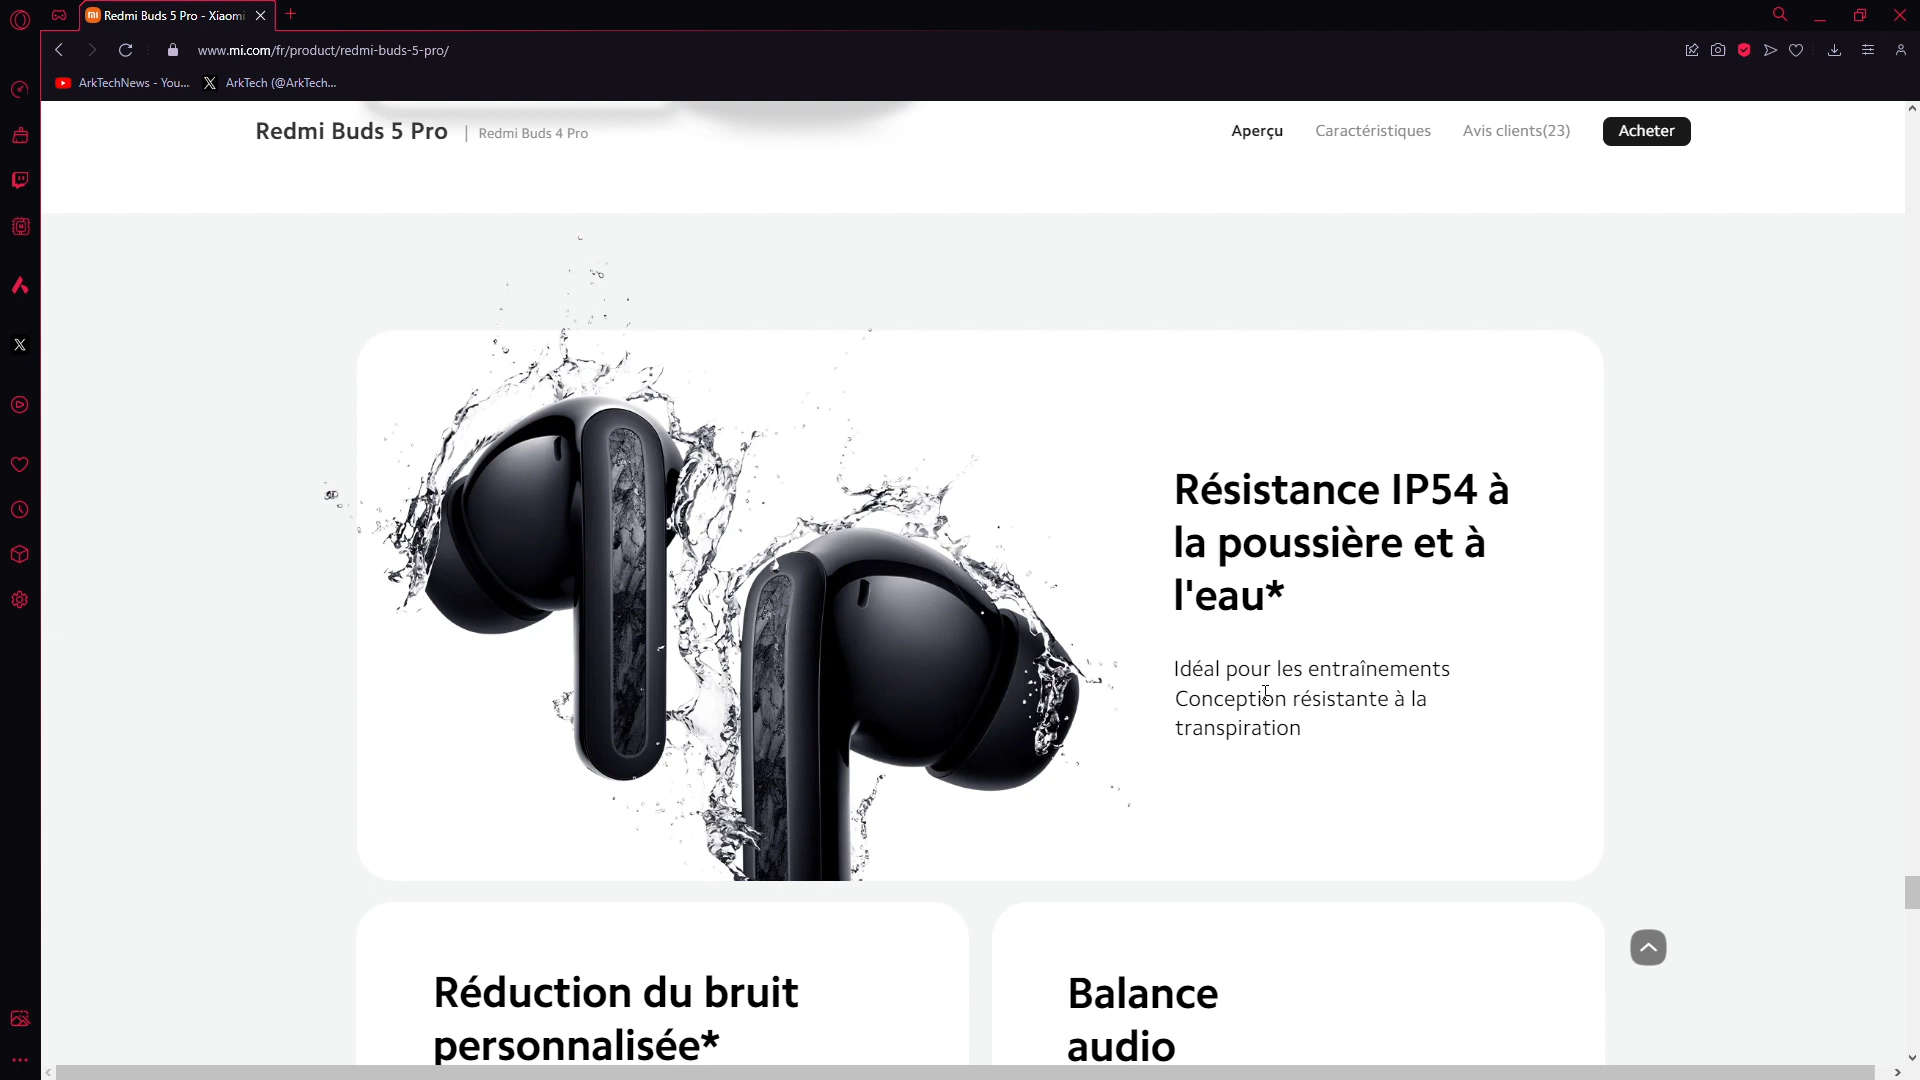 Redmi Buds 5 Pro - Xiaomi
www.mi.com/fr/product/redmi-buds-5-pro/
ArkTechNews - You...
ArkTech (@ArkTech...
Redmi Buds 5 Pro | Redmi Buds 4 Pro
Aperçu
Caractéristiques
Avis clients(23)
Acheter
Résistance IP54 à
la poussière et à
l'eau*
Idéal pour les entraînements
Conception résistante à la
transpiration
Réduction du bruit
personnalisée*
Balance
audio